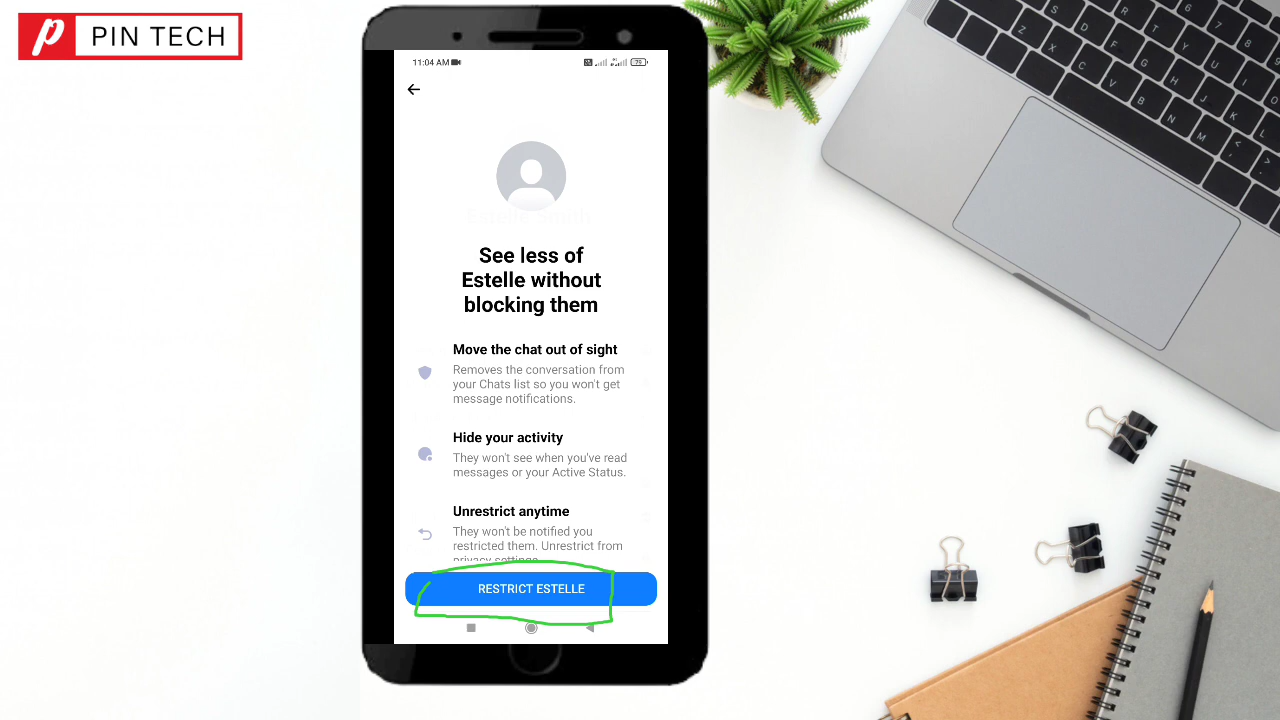 p PIN TECH
11:04 AM
79
See less of
Estelle without
blocking them
Move the chat out of sight
Removes the conversation from
your Chats list so you won't get
message notifications.
Hide your activity
They won't see when you've read
messages or your Active Status.
Unrestrict anytime
They won't be notified you
restricted them. Unrestrict from
privacy settings.
RESTRICT ESTELLE